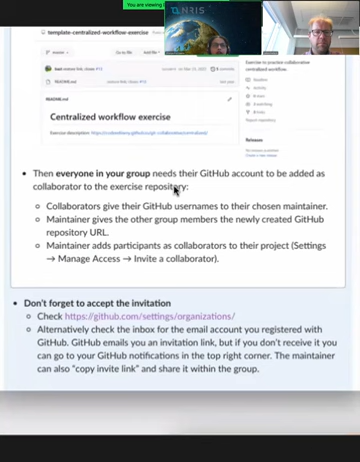 You are viewing
NRIS
template-centralized-workflow-exercise
README.md
README.md
Centralized workflow exercise
Exercise to practice collaborative
centralized workflow.
Readme
Activity
Releases
• Then everyone in your group needs their GitHub account to be added as
collaborator to the exercise repository:
○ Collaborators give their GitHub usernames to their chosen maintainer.
○ Maintainer gives the other group members the newly created GitHub
repository URL.
○ Maintainer adds participants as collaborators to their project (Settings
→ Manage Access → Invite a collaborator).
• Don't forget to accept the invitation
○ Check https://github.com/settings/organizations/
○ Alternatively check the inbox for the email account you registered with
GitHub. GitHub emails you an invitation link, but if you don't receive it you
can go to your GitHub notifications in the top right corner. The maintainer
can also "copy invite link" and share it within the group.